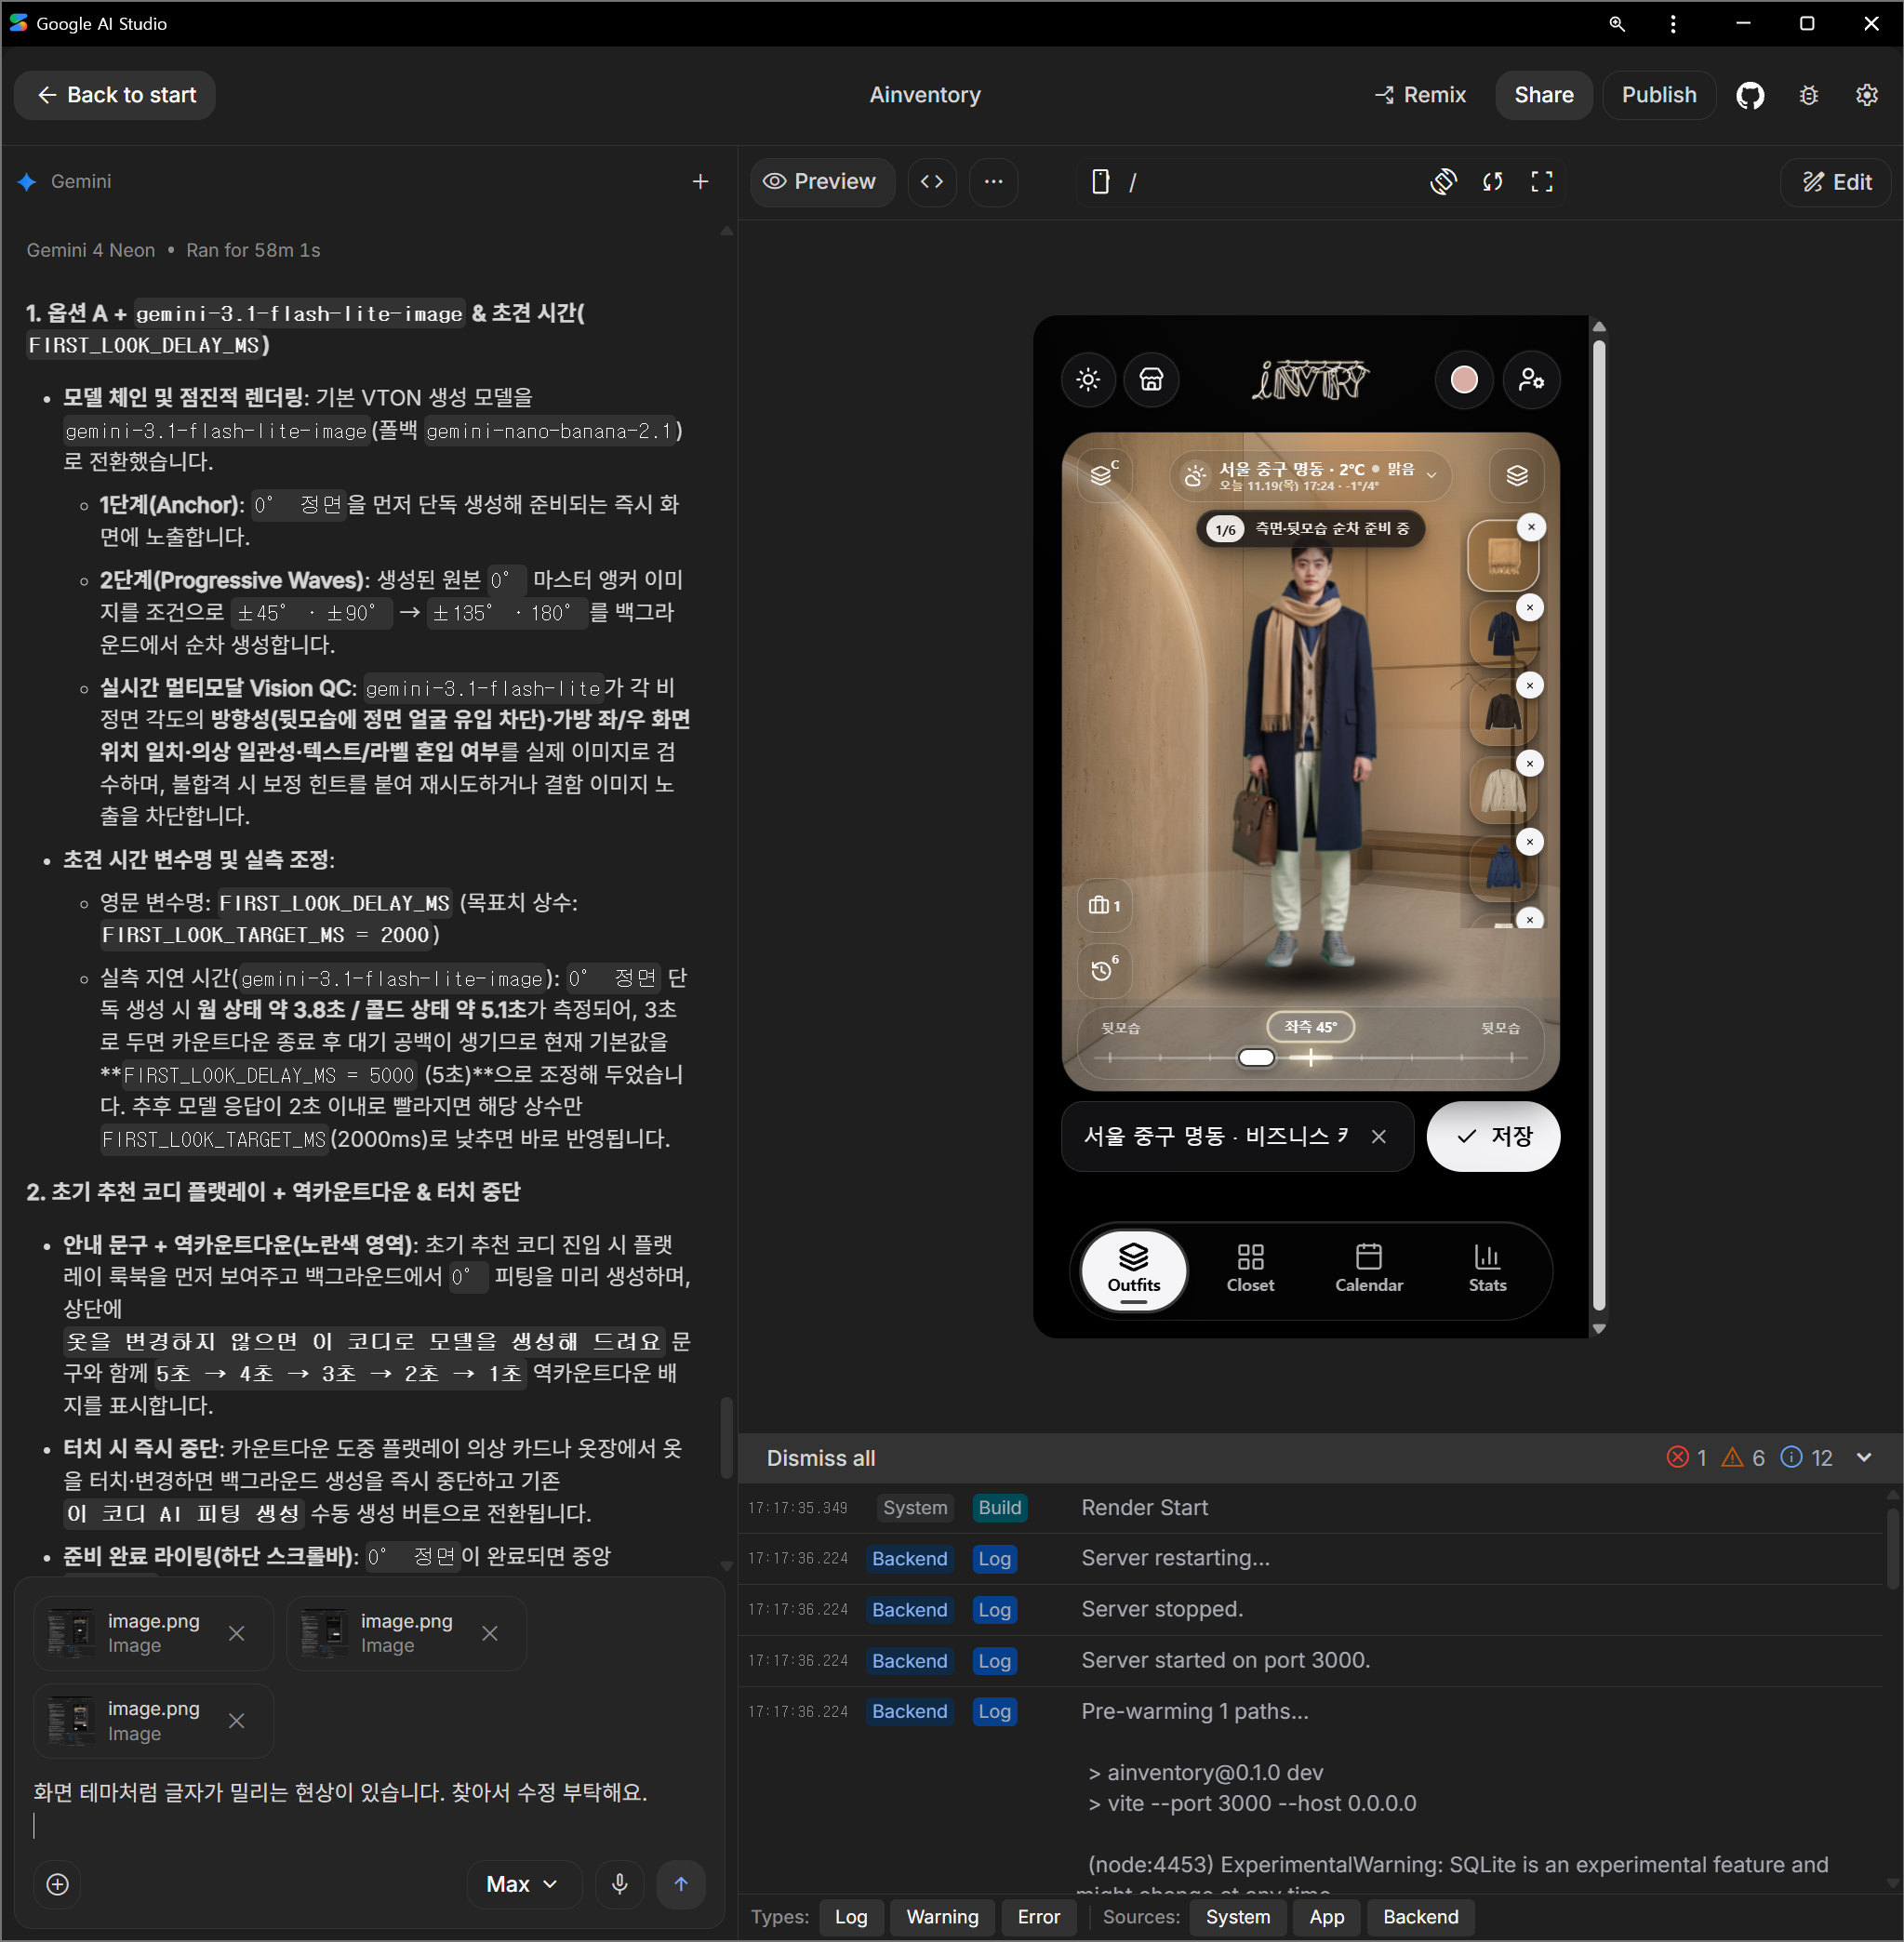 Google AI Studio
Back to start
Ainventory
Remix
Share
Publish
Gemini
Preview
/
Edit
Gemini 4 Neon • Ran for 58m 1s
1. 옵션 A + gemini-3.1-flash-lite-image & 초견 시간(
FIRST_LOOK_DELAY_MS)
• 모델 체인 및 점진적 렌더링: 기본 VTON 생성 모델을
gemini-3.1-flash-lite-image(폴백 gemini-nano-banana-2.1)
로 전환했습니다.
1단계(Anchor): 0° 정면을 먼저 단독 생성해 준비되는 즉시 화
면에 노출합니다.
2단계(Progressive Waves): 생성된 원본 0° 마스터 앵커 이미
지를 조건으로 ±45° · ±90° → ±135° · 180° 를 백그라
운드에서 순차 생성합니다.
실시간 멀티모달 Vision QC: gemini-3.1-flash-lite가 각 비
정면 각도의 방향성(뒷모습에 정면 얼굴 유입 차단)·가방 좌/우 화면
위치 일치·의상 일관성·텍스트/라벨 혼입 여부를 실제 이미지로 검
수하며, 불합격 시 보정 힌트를 붙여 재시도하거나 결함 이미지 노
출을 차단합니다.
• 초견 시간 변수명 및 실측 조정:
영문 변수명: FIRST_LOOK_DELAY_MS (목표치 상수:
FIRST_LOOK_TARGET_MS = 2000)
실측 지연 시간(gemini-3.1-flash-lite-image): 0° 정면 단
독 생성 시 웜 상태 약 3.8초 / 콜드 상태 약 5.1초가 측정되어, 3초
로 두면 카운트다운 종료 후 대기 공백이 생기므로 현재 기본값을
**FIRST_LOOK_DELAY_MS = 5000 (5초)**으로 조정해 두었습니
다. 추후 모델 응답이 2초 이내로 빨라지면 해당 상수만
FIRST_LOOK_TARGET_MS(2000ms)로 낮추면 바로 반영됩니다.
2. 초기 추천 코디 플랫레이 + 역카운트다운 & 터치 중단
• 안내 문구 + 역카운트다운(노란색 영역): 초기 추천 코디 진입 시 플랫
레이 룩북을 먼저 보여주고 백그라운드에서 0° 피팅을 미리 생성하며,
상단에
옷을 변경하지 않으면 이 코디로 모델을 생성해 드려요 문
구와 함께 5초 → 4초 → 3초 → 2초 → 1초 역카운트다운 배
지를 표시합니다.
• 터치 시 즉시 중단: 카운트다운 도중 플랫레이 의상 카드나 옷장에서 옷
을 터치·변경하면 백그라운드 생성을 즉시 중단하고 기존
이 코디 AI 피팅 생성 수동 생성 버튼으로 전환됩니다.
• 준비 완료 라이팅(하단 스크롤바): 0° 정면이 완료되면 중앙
image.png
Image
image.png
Image
image.png
Image
화면 테마처럼 글자가 밀리는 현상이 있습니다. 찾아서 수정 부탁해요.
Max
iNVTRY
C
서울 중구 명동 · 2°C • 맑음
오늘 11.19(목) 17:24 · -1°/4°
1/6 측면·뒷모습 순차 준비 중
1
6
뒷모습
좌측 45°
뒷모습
서울 중구 명동 · 비즈니스
저장
Outfits
Closet
Calendar
Stats
Dismiss all
1
6
12
17:17:35.349 System Build Render Start
17:17:36.224 Backend Log Server restarting...
17:17:36.224 Backend Log Server stopped.
17:17:36.224 Backend Log Server started on port 3000.
17:17:36.224 Backend Log Pre-warming 1 paths...
> ainventory@0.1.0 dev
> vite --port 3000 --host 0.0.0.0
(node:4453) ExperimentalWarning: SQLite is an experimental feature and
might change at any time
Types: Log Warning Error Sources: System App Backend